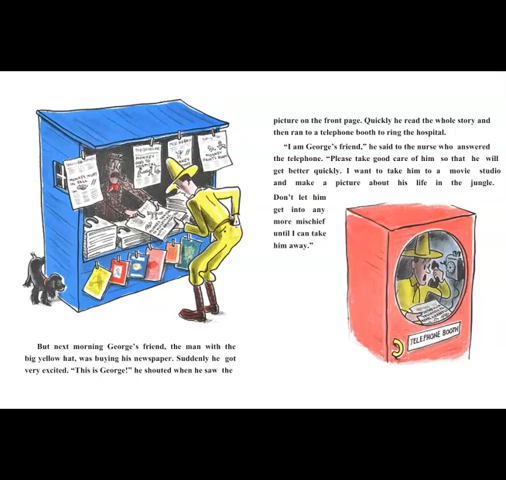 But next morning George's friend, the man with the
big yellow hat, was buying his newspaper. Suddenly he got
very excited. "This is George!" he shouted when he saw the
picture on the front page. Quickly he read the whole story and
then ran to a telephone booth to ring the hospital.
"I am George's friend," he said to the nurse who answered
the telephone. "Please take good care of him so that he will
get better quickly. I want to take him to a movie studio
and make a picture about his life in the jungle.
Don't let him
get into any
more mischief
until I can take
him away."
TELEPHONE BOOTH